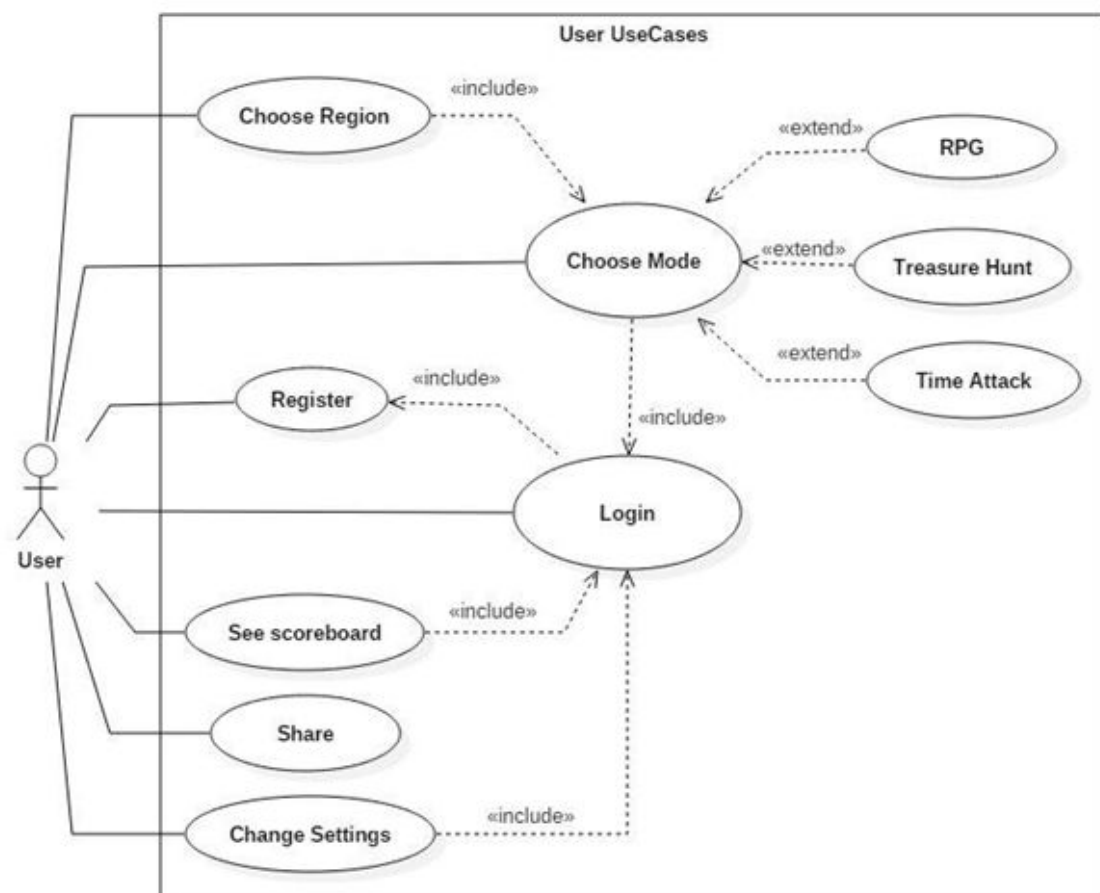 User UseCases
«include»
Choose Region
«extend»
RPG
Choose Mode
«extend»
Treasure Hunt
«extend»
Time Attack
«include»
Register
«include»
Login
User
«include»
See scoreboard
Share
«include»
Change Settings